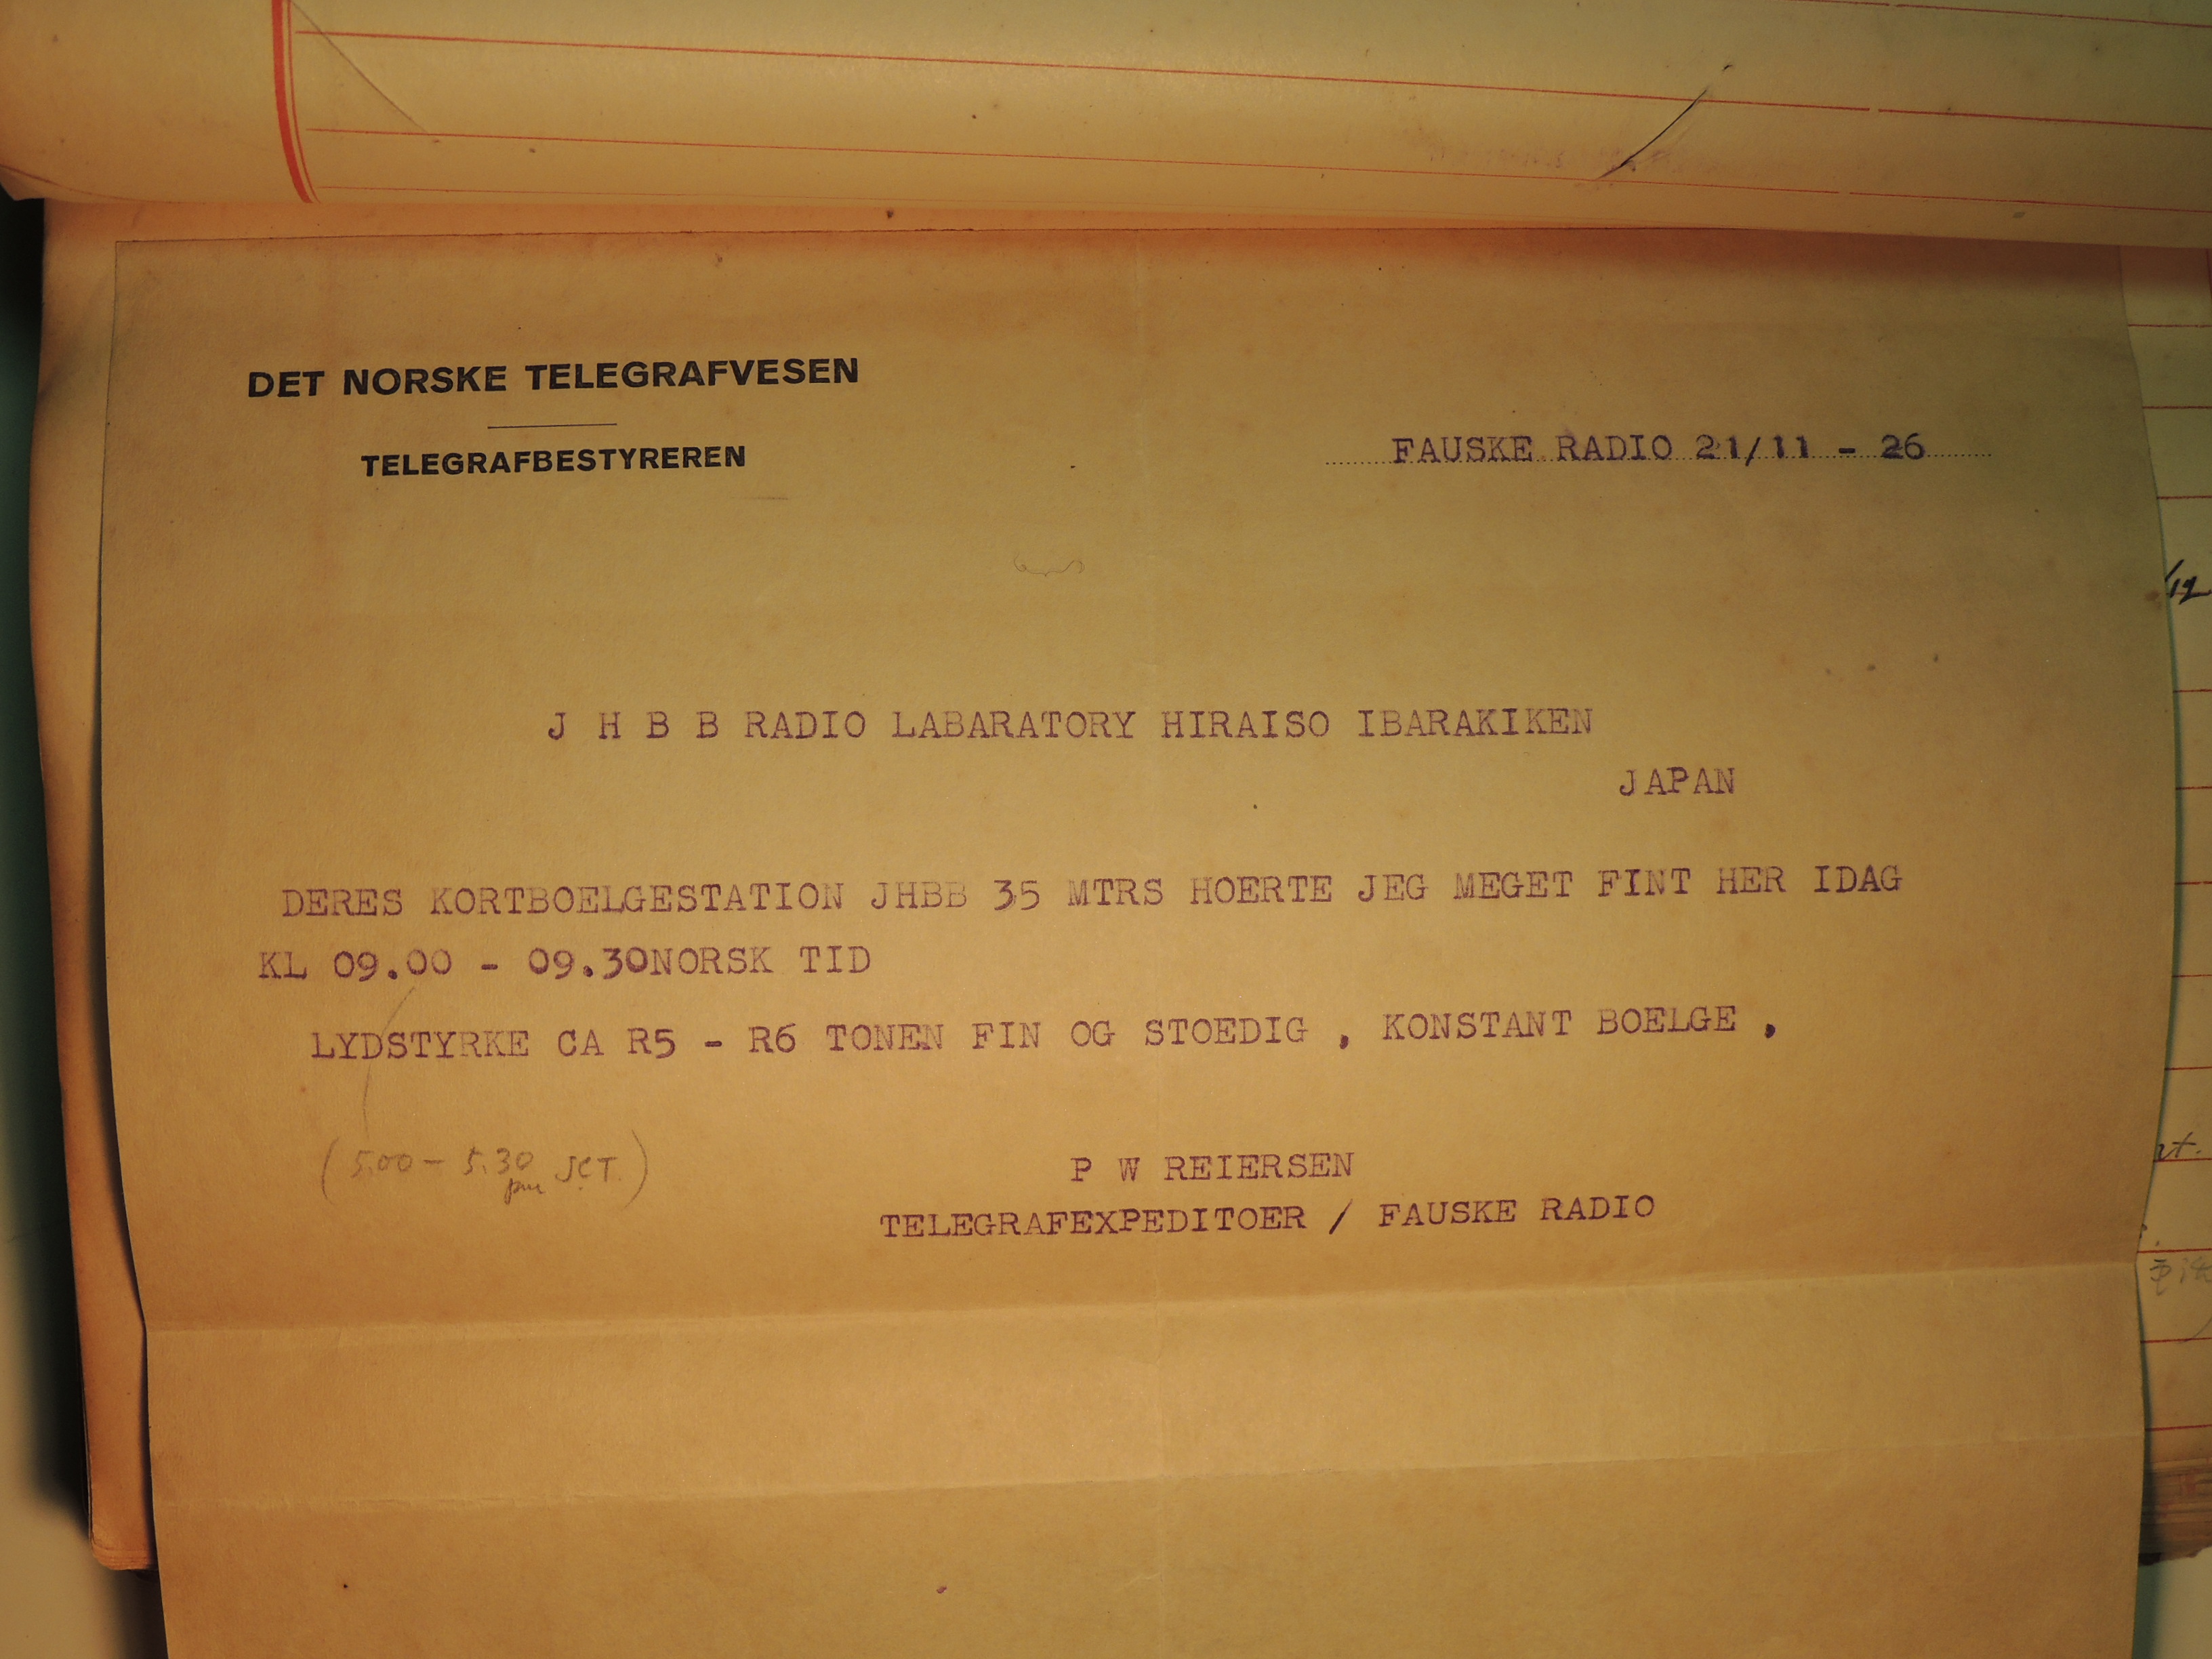 DET NORSKE TELEGRAFVESEN
TELEGRAFBESTYREREN
FAUSKE RADIO 21/11 - 26
J H B B RADIO LABARATORY HIRAISO IBARAKIKEN
JAPAN
DERES KORTBOELGESTATION JHBB 35 MTRS HOERTE JEG MEGET FINT HER IDAG
KL 09.00 - 09.30NORSK TID
LYDSTYRKE CA R5 - R6 TONEN FIN OG STOEDIG , KONSTANT BOELGE ,
(5.00 - 5.30 pm J.C.T.)
P W REIERSEN
TELEGRAFEXPEDITOER / FAUSKE RADIO